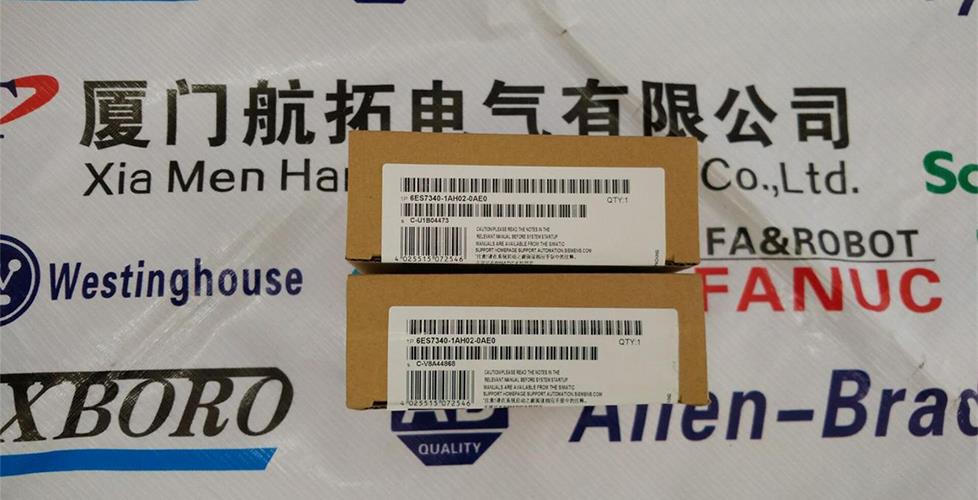 厦门航拓电气有限公司
Xia Men Ha
Co.,Ltd.
Sc
1P 6ES7340-1AH02-0AE0
QTY:1
S C-U1B04473
CAUTION!PLEASE READ THE NOTES IN THE
RELEVANT MANUAL BEFORE SYSTEM STARTUP
MANUALS ARE AVAILABLE FROM THE SIMATIC
SUPPORT HOMEPAGE SUPPORT.AUTOMATION.SIEMENS.COM
4 025515 072546
FA&ROBOT
FANUC
Westinghouse
1P 6ES7340-1AH02-0AE0
QTY:1
S C-V8A44868
CAUTION!PLEASE READ THE NOTES IN THE
RELEVANT MANUAL BEFORE SYSTEM STARTUP
MANUALS ARE AVAILABLE FROM THE SIMATIC
SUPPORT HOMEPAGE SUPPORT.AUTOMATION.SIEMENS.COM
4 025515 072546
XBORO
AB
QUALITY
Allen-Brad